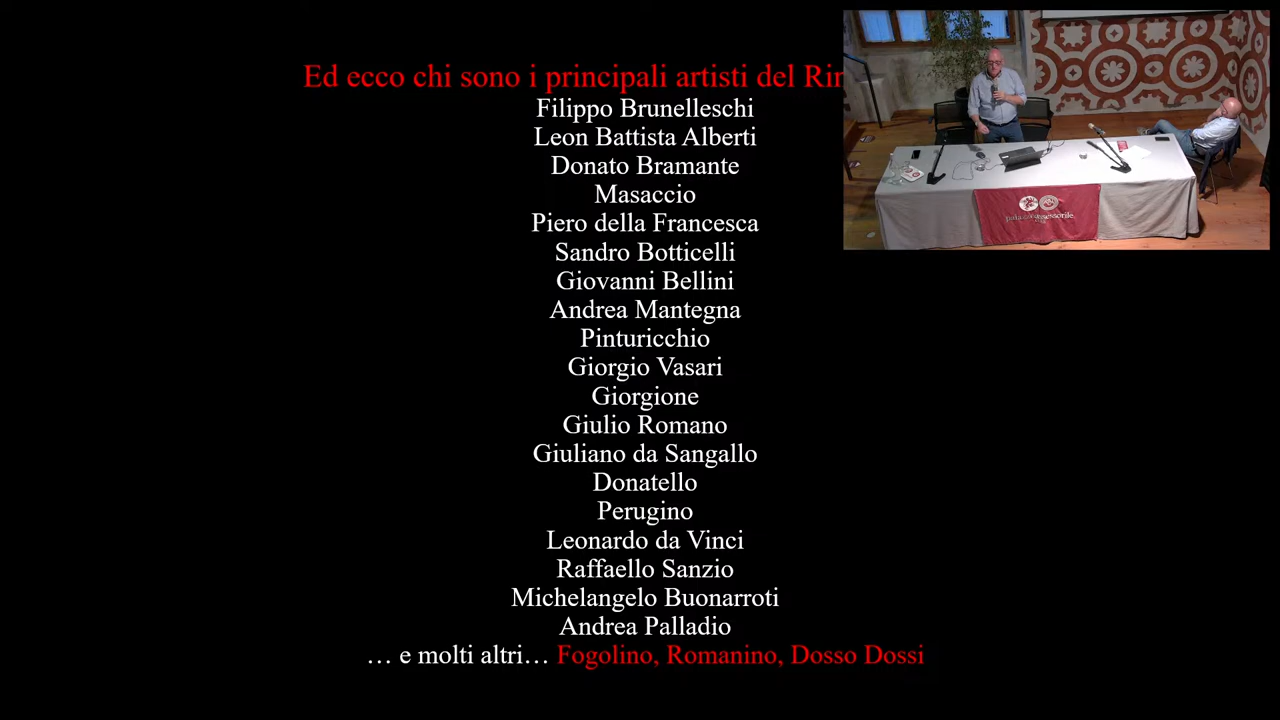 Ed ecco chi sono i principali artisti del Rin
Filippo Brunelleschi
Leon Battista Alberti
Donato Bramante
Masaccio
Piero della Francesca
Sandro Botticelli
Giovanni Bellini
Andrea Mantegna
Pinturicchio
Giorgio Vasari
Giorgione
Giulio Romano
Giuliano da Sangallo
Donatello
Perugino
Leonardo da Vinci
Raffaello Sanzio
Michelangelo Buonarroti
Andrea Palladio
… e molti altri… Fogolino, Romanino, Dosso Dossi